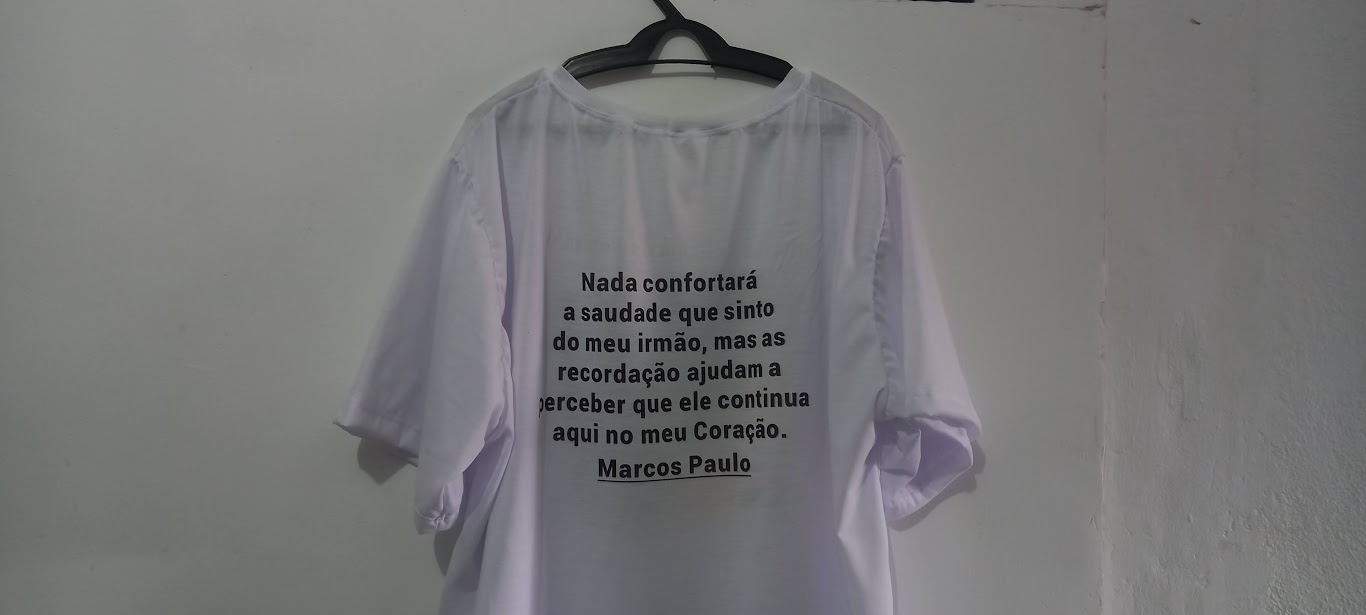 Nada confortará
a saudade que sinto
do meu irmão, mas as
recordação ajudam a
perceber que ele continua
aqui no meu Coração.
Marcos Paulo